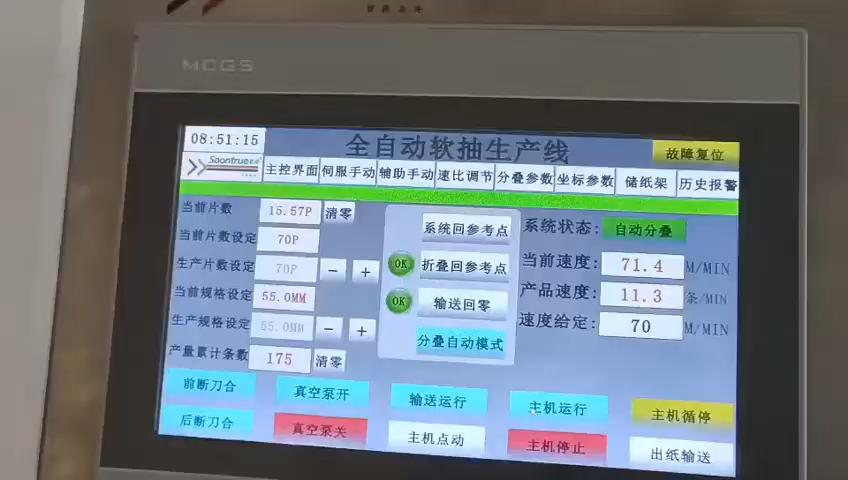 MCGS
08:51:15
全自动软抽生产线
故障复位
Soontrue
主控界面 伺服手动 辅助手动 速比调节 分叠参数 坐标参数 储纸架 历史报警
当前片数 15.57P 清零
系统回参考点
系统状态: 自动分叠
当前片数设定 70P
OK 折叠回参考点
当前速度: 71.4 M/MIN
生产片数设定 70P - +
产品速度: 11.3 条/MIN
当前规格设定 55.0MM
OK 输送回零
速度给定: 70 M/MIN
生产规格设定 55.0MM - +
分叠自动模式
产量累计条数 175 清零
前断刀合 真空泵开 输送运行 主机运行 主机循停
后断刀合 真空泵关 主机点动 主机停止 出纸输送